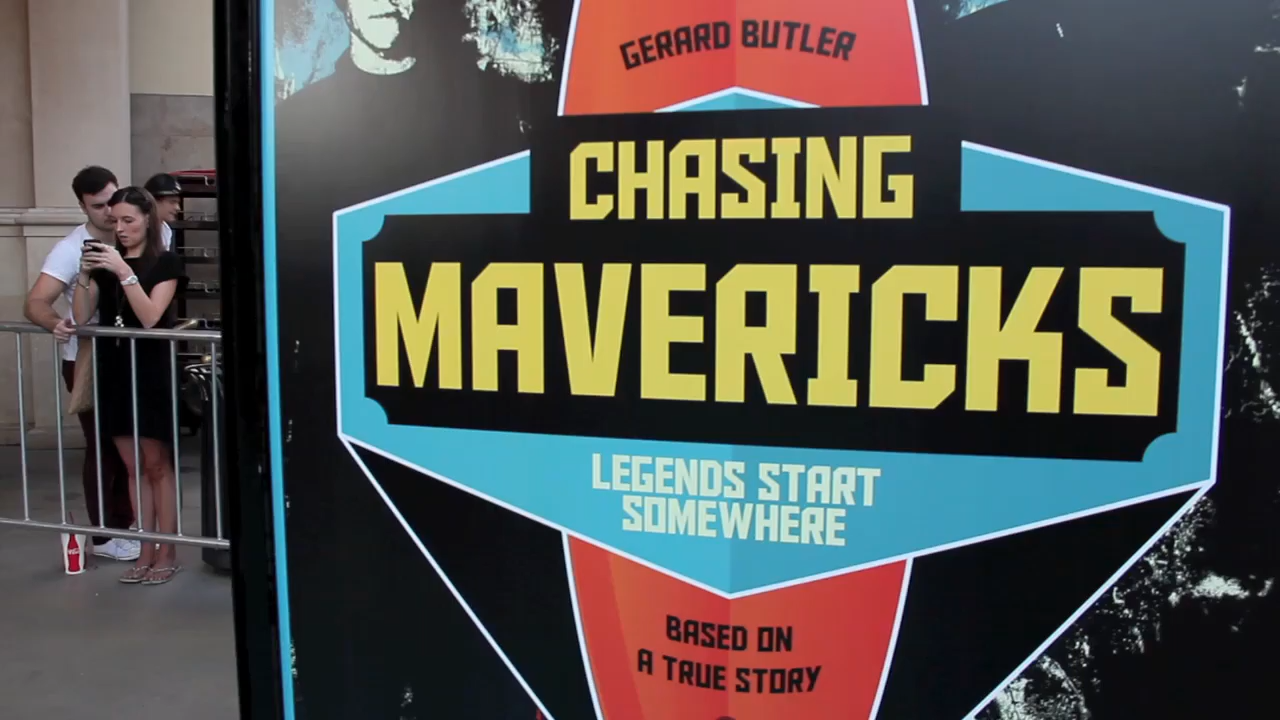 GERARD BUTLER
CHASING
MAVERICKS
LEGENDS START
SOMEWHERE
BASED ON
A TRUE STORY